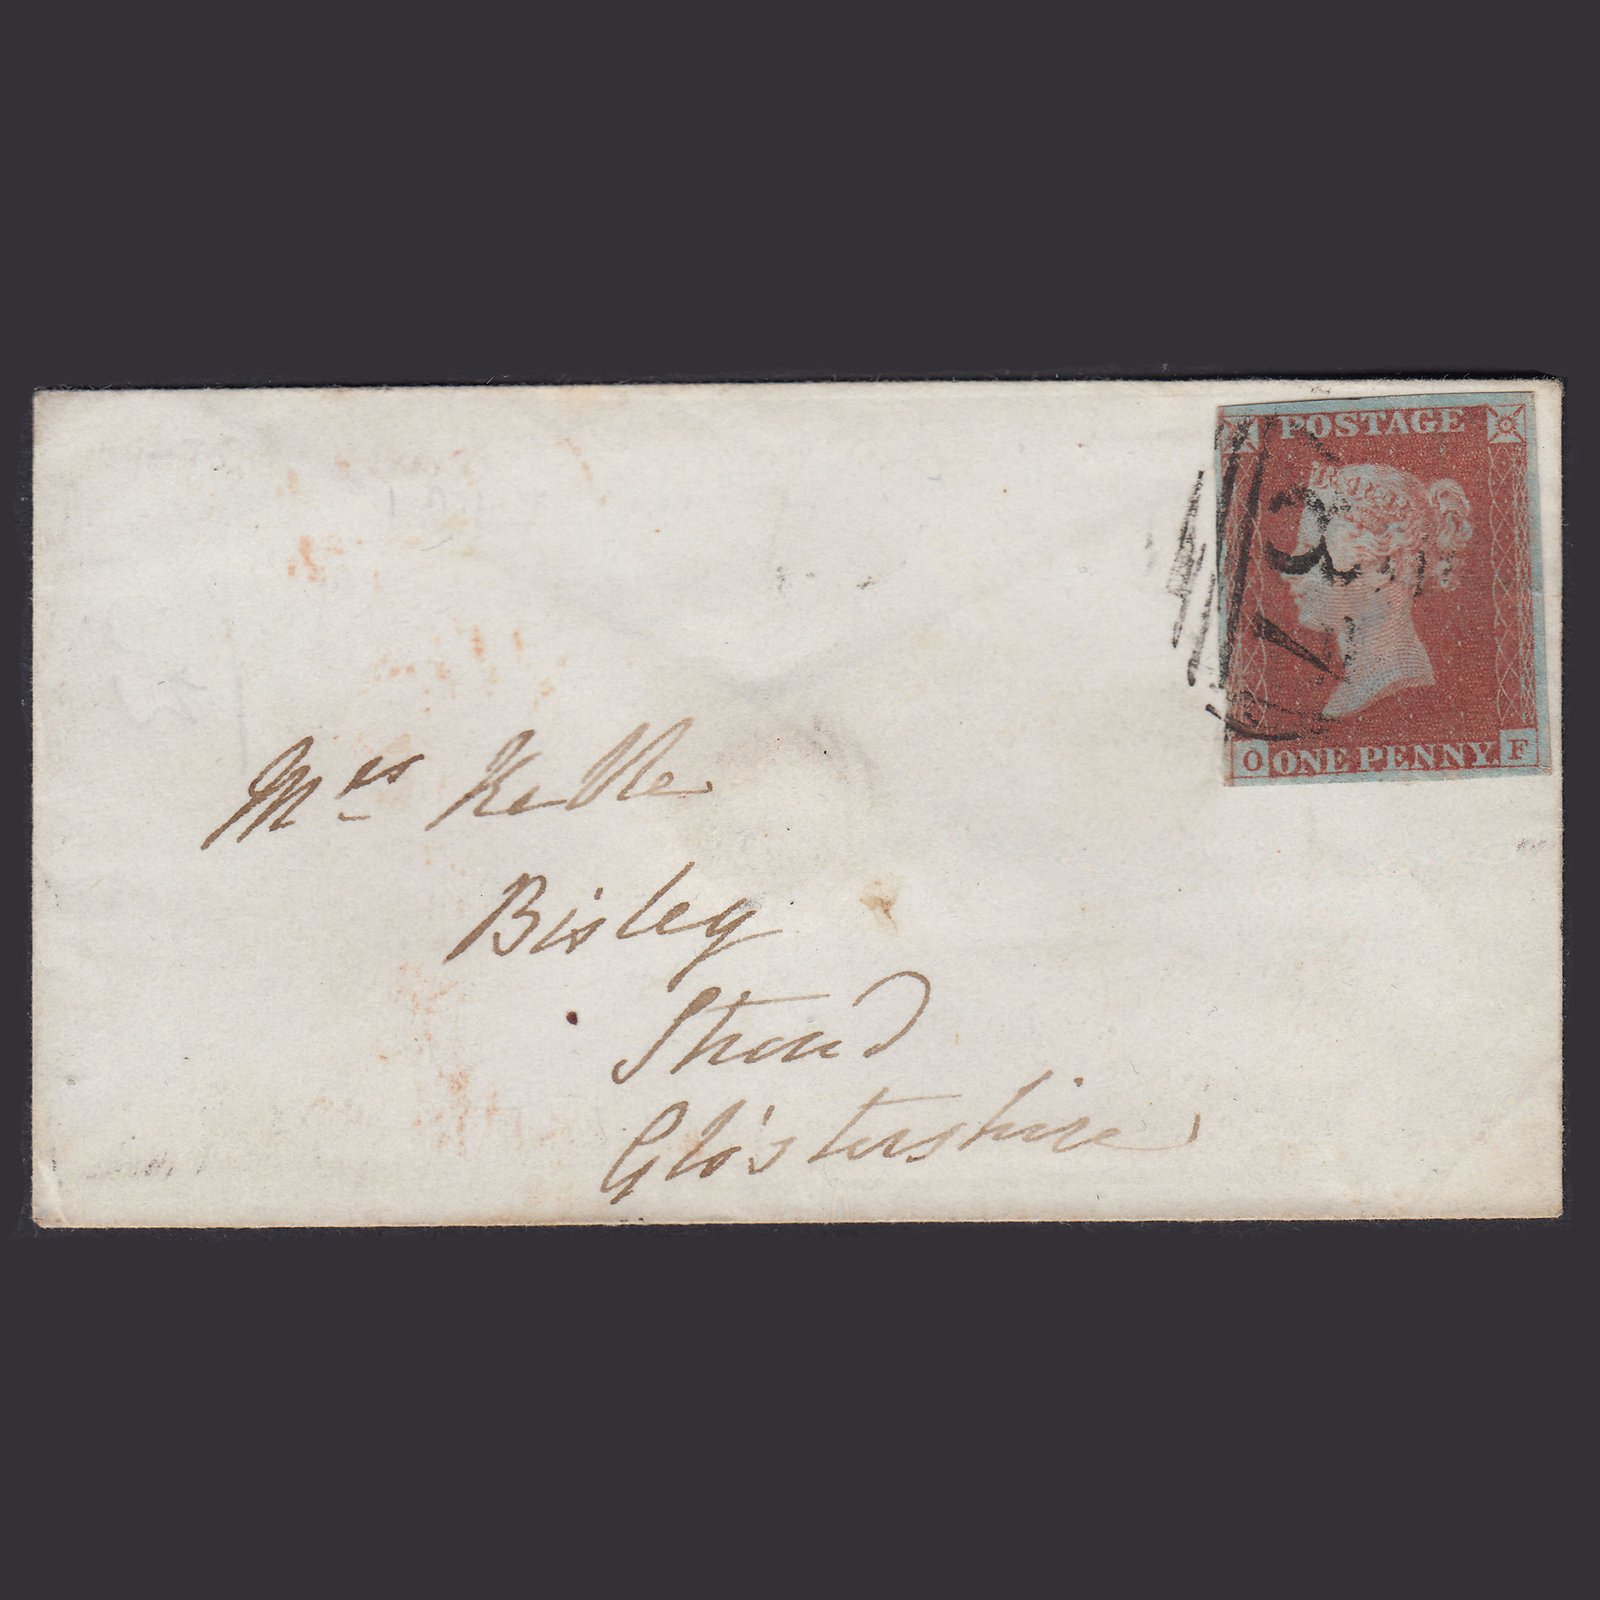 POSTAGE
O ONE PENNY F
Mrs Keble
Bisley
Stroud
Glo'stershire